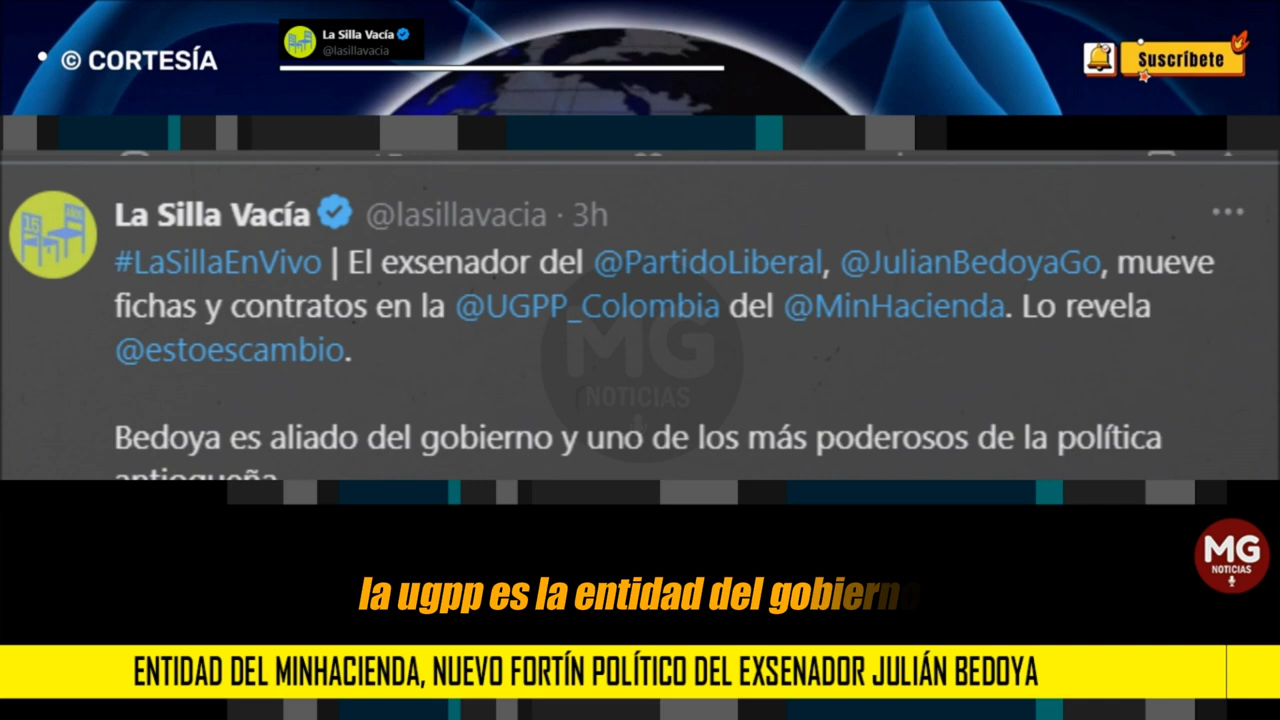 © CORTESÍA
La Silla Vacía
@lasillavacia
Suscríbete
La Silla Vacía @lasillavacia · 3h
#LaSillaEnVivo | El exsenador del @PartidoLiberal, @JulianBedoyaGo, mueve
fichas y contratos en la @UGPP_Colombia del @MinHacienda. Lo revela
@estoescambio.
MG
NOTICIAS
Bedoya es aliado del gobierno y uno de los más poderosos de la política
antioqueña
MG
NOTICIAS
la ugpp es la entidad del gobierno
ENTIDAD DEL MINHACIENDA, NUEVO FORTÍN POLÍTICO DEL EXSENADOR JULIÁN BEDOYA